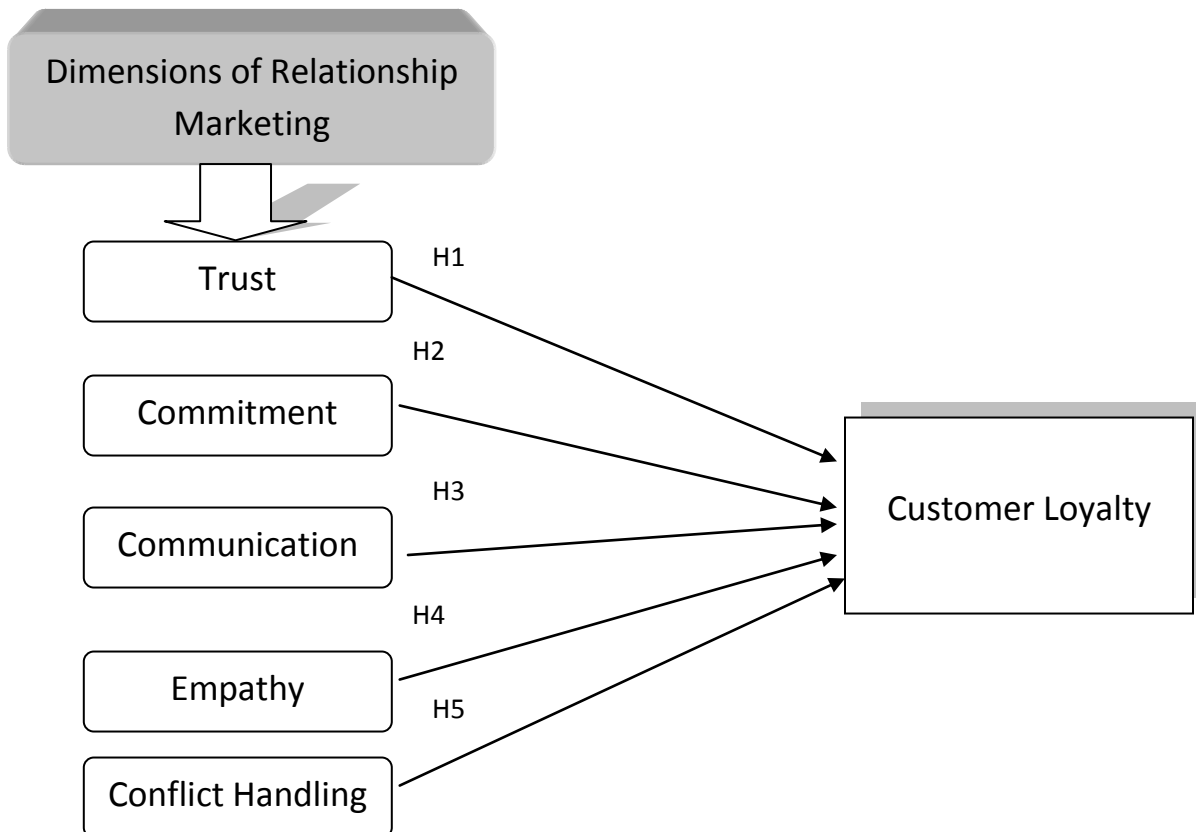 Dimensions of Relationship
Marketing
H1
Trust
H2
Commitment
H3
Communication
Customer Loyalty
H4
Empathy
H5
Conflict Handling